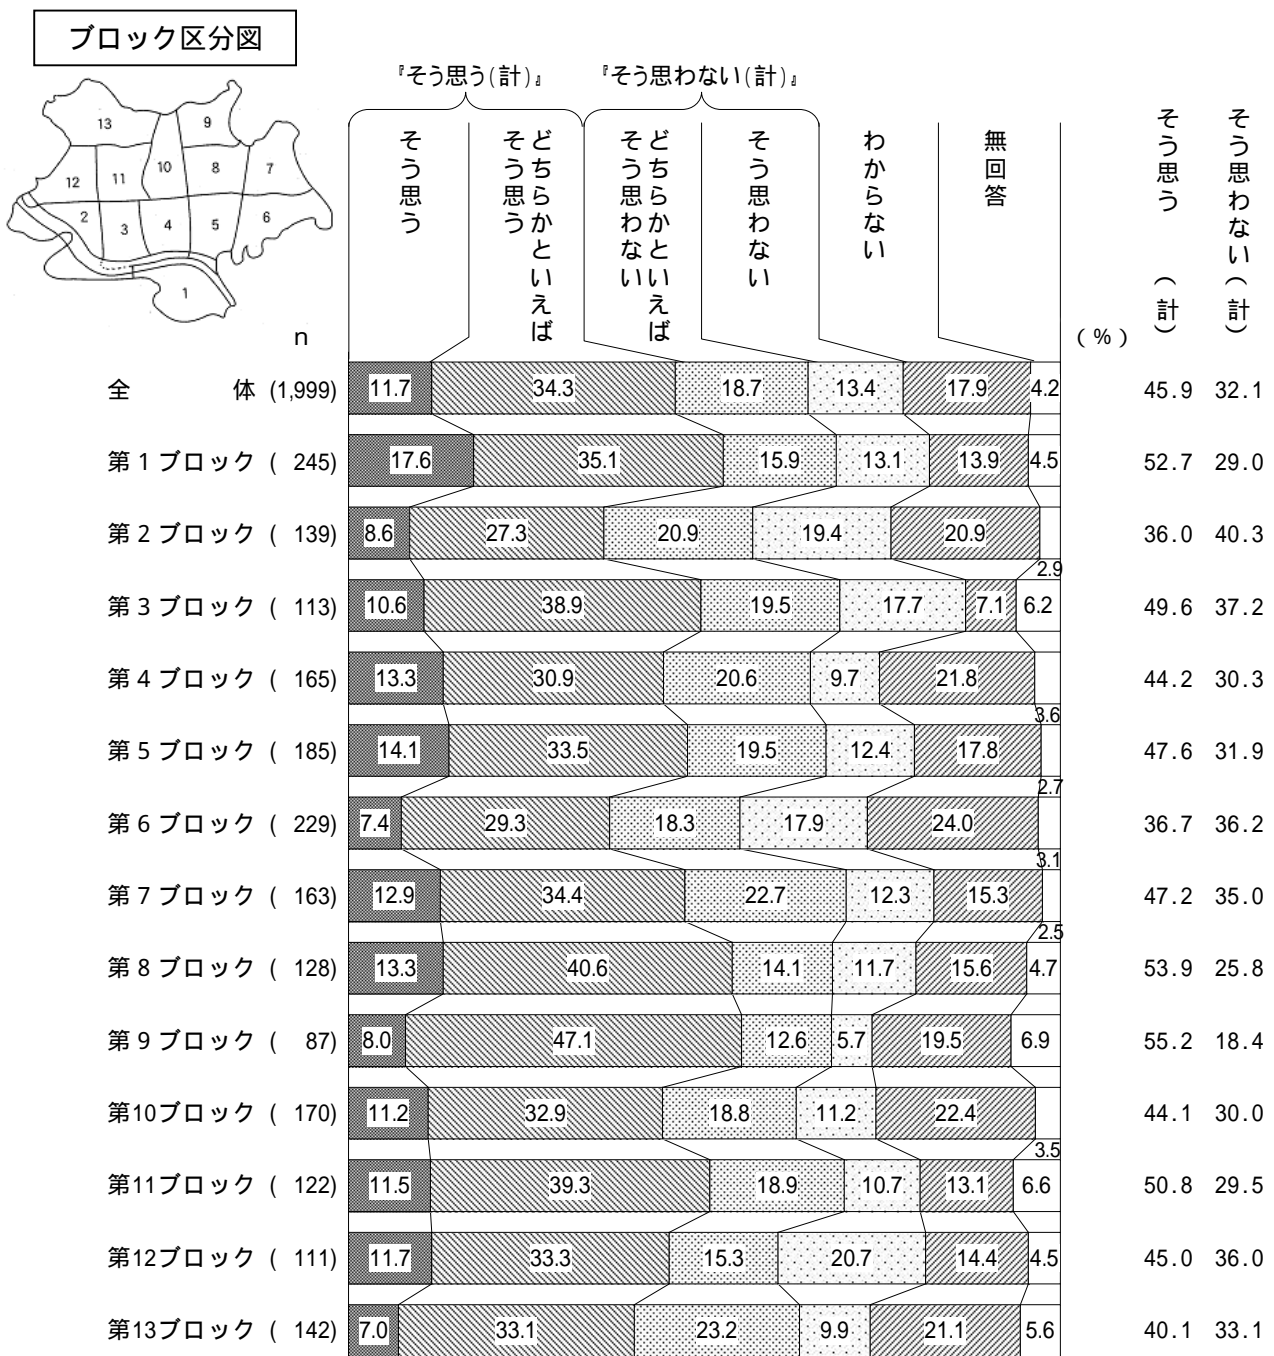 ブロック区分図
13
9
10
8
7
12
11
2
3
4
5
6
1
『そう思う(計)』 『そう思わない(計)』
そう思う
どちらかといえば
そう思う
どちらかといえば
そう思わない
そう思わない
わからない
無回答
そう思う(計)
そう思わない(計)
n
(%)
全 体 (1,999) 11.7 34.3 18.7 13.4 17.9 4.2 45.9 32.1
第1ブロック ( 245) 17.6 35.1 15.9 13.1 13.9 4.5 52.7 29.0
第2ブロック ( 139) 8.6 27.3 20.9 19.4 20.9 2.9 36.0 40.3
第3ブロック ( 113) 10.6 38.9 19.5 17.7 7.1 6.2 49.6 37.2
第4ブロック ( 165) 13.3 30.9 20.6 9.7 21.8 3.6 44.2 30.3
第5ブロック ( 185) 14.1 33.5 19.5 12.4 17.8 2.7 47.6 31.9
第6ブロック ( 229) 7.4 29.3 18.3 17.9 24.0 3.1 36.7 36.2
第7ブロック ( 163) 12.9 34.4 22.7 12.3 15.3 2.5 47.2 35.0
第8ブロック ( 128) 13.3 40.6 14.1 11.7 15.6 4.7 53.9 25.8
第9ブロック ( 87) 8.0 47.1 12.6 5.7 19.5 6.9 55.2 18.4
第10ブロック ( 170) 11.2 32.9 18.8 11.2 22.4 3.5 44.1 30.0
第11ブロック ( 122) 11.5 39.3 18.9 10.7 13.1 6.6 50.8 29.5
第12ブロック ( 111) 11.7 33.3 15.3 20.7 14.4 4.5 45.0 36.0
第13ブロック ( 142) 7.0 33.1 23.2 9.9 21.1 5.6 40.1 33.1